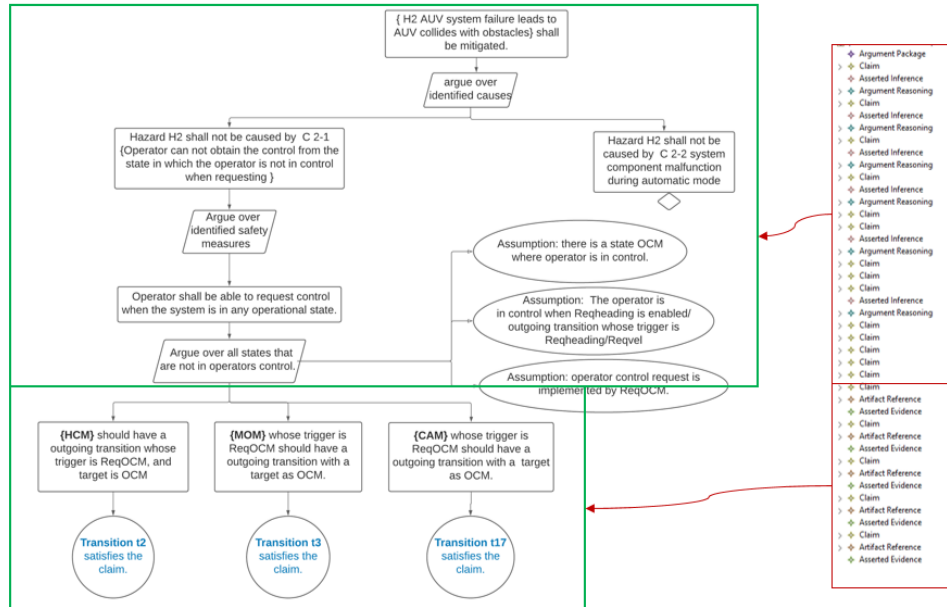 { H2 AUV system failure leads to
AUV collides with obstacles} shall
be mitigated.
argue over
identified causes
Hazard H2 shall not be caused by C 2-1
{Operator can not obtain the control from the
state in which the operator is not in control
when requesting }
Hazard H2 shall not be
caused by C 2-2 system
component malfunction
during automatic mode
Argue over
identified safety
measures
Assumption: there is a state OCM
where operator is in control.
Operator shall be able to request control
when the system is in any operational state.
Assumption: The operator is
in control when Reqheading is enabled/
outgoing transition whose trigger is
Reqheading/Reqvel
Argue over all states that
are not in operators control.
Assumption: operator control request is
implemented by ReqOCM.
{HCM} should have a
outgoing transition whose
trigger is ReqOCM, and
target is OCM
{MOM} whose trigger is
ReqOCM should have a
outgoing transition with a
target as OCM.
{CAM} whose trigger is
ReqOCM should have a
outgoing transition with a target
as OCM.
Transition t2
satisfies the
claim.
Transition t3
satisfies the
claim.
Transition t17
satisfies the
claim.
Argument Package
Claim
Asserted Inference
Argument Reasoning
Claim
Asserted Inference
Argument Reasoning
Claim
Asserted Inference
Argument Reasoning
Claim
Asserted Inference
Argument Reasoning
Claim
Claim
Asserted Inference
Argument Reasoning
Claim
Claim
Claim
Asserted Inference
Argument Reasoning
Claim
Claim
Claim
Claim
Claim
Claim
Artifact Reference
Asserted Evidence
Claim
Artifact Reference
Asserted Evidence
Claim
Artifact Reference
Asserted Evidence
Claim
Artifact Reference
Asserted Evidence
Claim
Artifact Reference
Asserted Evidence